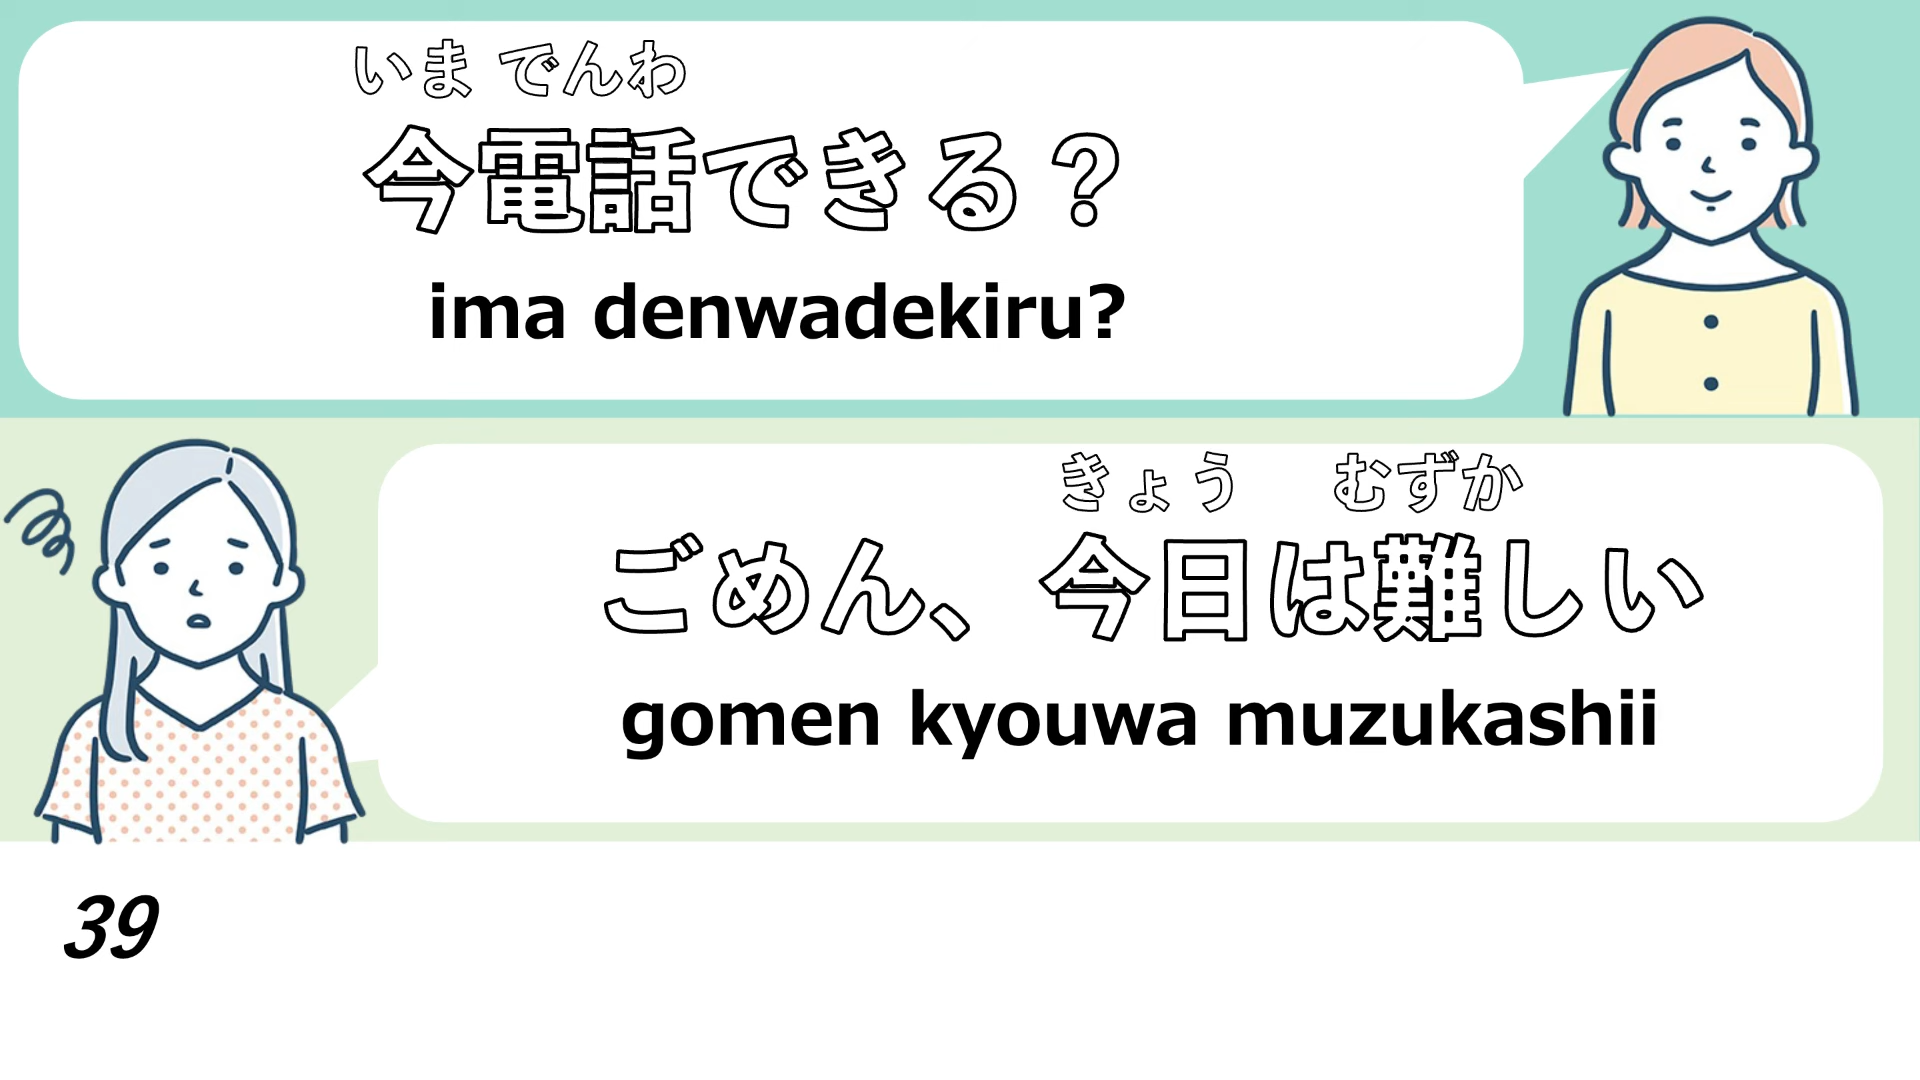 いま でんわ
今電話できる？
ima denwadekiru?
きょう　むずか
ごめん、今日は難しい
gomen kyouwa muzukashii
39